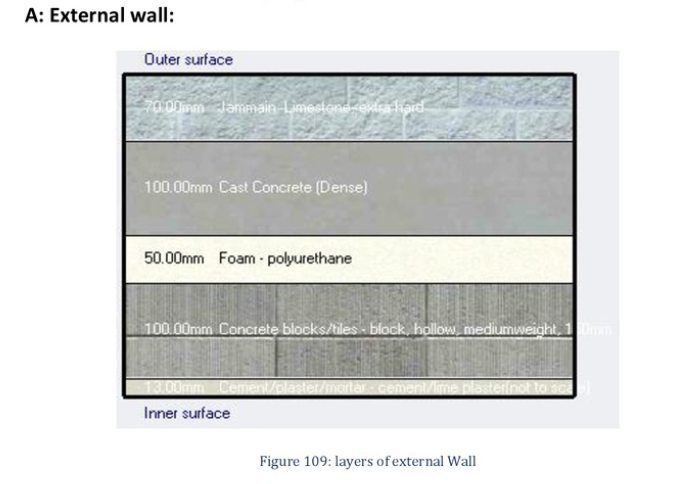 A: External wall:
Outer surface
70.00mm Jammain Limestone-extra hard
100.00mm Cast Concrete (Dense)
50.00mm Foam - polyurethane
100.00mm Concrete blocks/tiles - block, hollow, mediumweight, 150mm
13.00mm Cement/plaster/mortar - cement/lime plaster(not to scale)
Inner surface
Figure 109: layers of external Wall